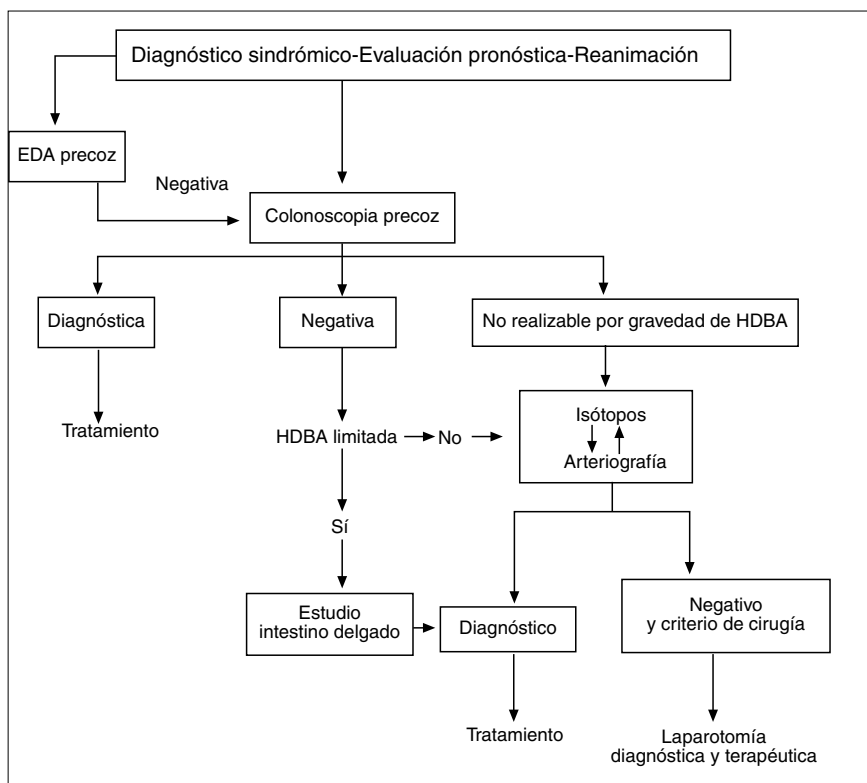 Diagnóstico sindrómico-Evaluación pronóstica-Reanimación
EDA precoz
Negativa
Colonoscopia precoz
Diagnóstica
Negativa
No realizable por gravedad de HDBA
Tratamiento
HDBA limitada
No
Isótopos
Arteriografía
Sí
Estudio
intestino delgado
Diagnóstico
Negativo
y criterio de cirugía
Tratamiento
Laparotomía
diagnóstica y terapéutica